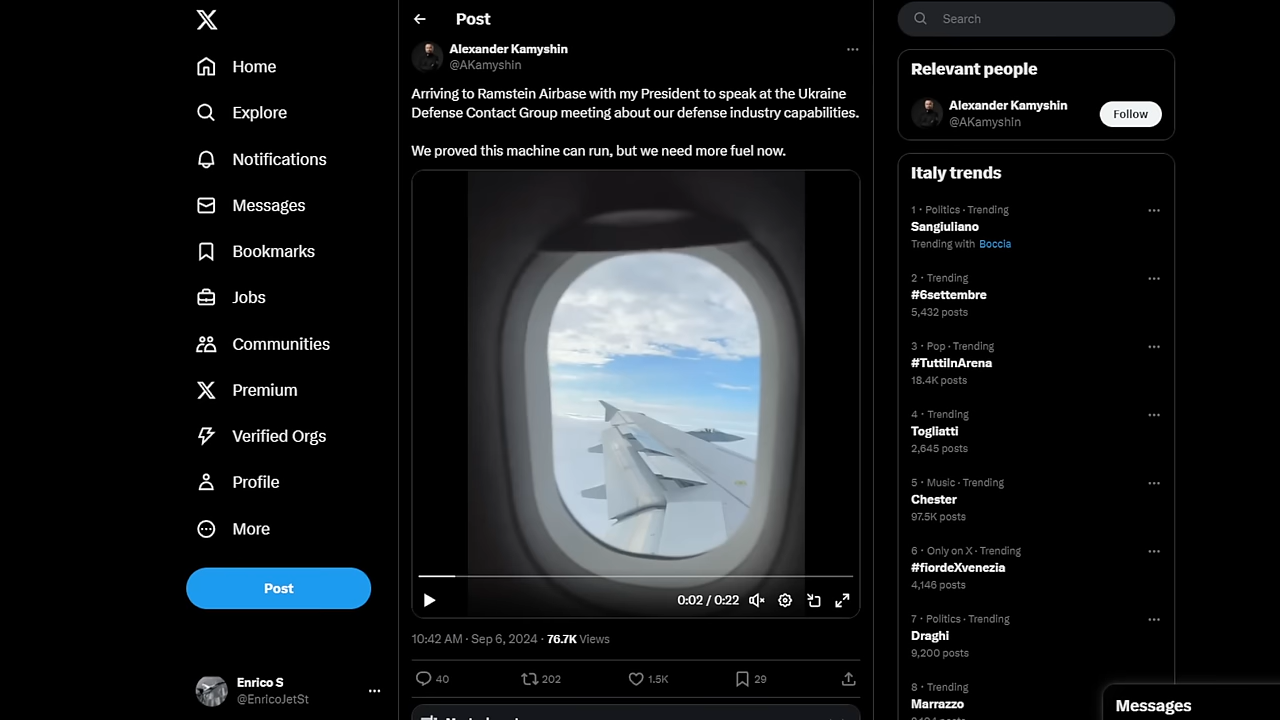 Home
Explore
Notifications
Messages
Bookmarks
Jobs
Communities
Premium
Verified Orgs
Profile
More
Post
Enrico S
@EnricoJetSt
Post
Alexander Kamyshin
@AKamyshin
Arriving to Ramstein Airbase with my President to speak at the Ukraine
Defense Contact Group meeting about our defense industry capabilities.
We proved this machine can run, but we need more fuel now.
0:02 / 0:22
10:42 AM · Sep 6, 2024 · 76.7K Views
40 202 1.5K 29
Search
Relevant people
Alexander Kamyshin
@AKamyshin
Follow
Italy trends
1 · Politics · Trending
Sangiuliano
Trending with Boccia
2 · Trending
#6settembre
5,432 posts
3 · Pop · Trending
#TuttiInArena
18.4K posts
4 · Trending
Togliatti
2,645 posts
5 · Music · Trending
Chester
97.5K posts
6 · Only on X · Trending
#fiordeXvenezia
4,146 posts
7 · Politics · Trending
Draghi
9,200 posts
8 · Trending
Marrazzo
Messages